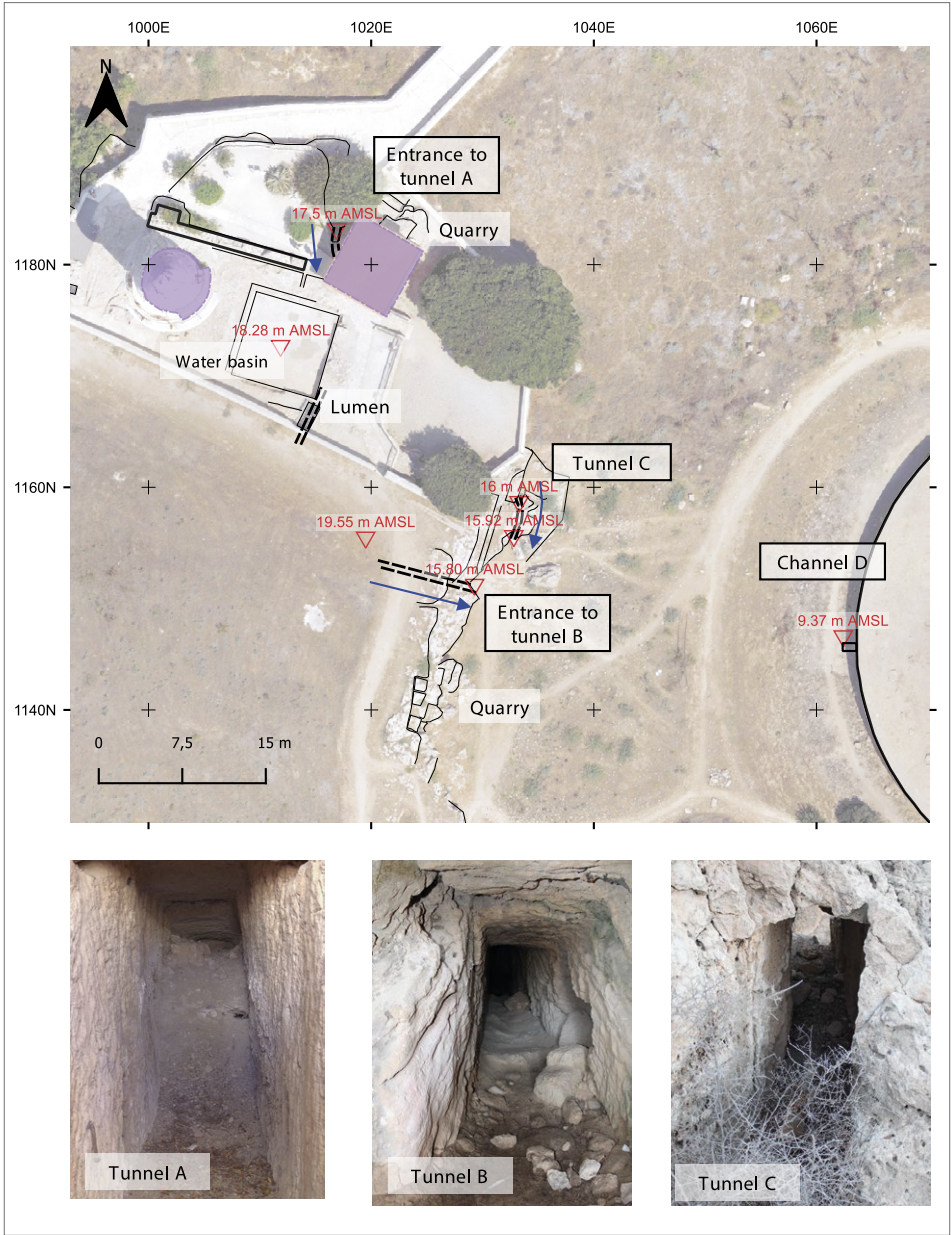 1000E 1020E 1040E 1060E
N
Entrance to
tunnel A
17,5 m AMSL
Quarry
1180N
18.28 m AMSL
Water basin
Lumen
Tunnel C
1160N
16 m AMSL
15.92 m AMSL
19.55 m AMSL
Channel D
15.80 m AMSL
Entrance to
tunnel B
9.37 m AMSL
Quarry
1140N
0 7,5 15 m
Tunnel A
Tunnel B
Tunnel C